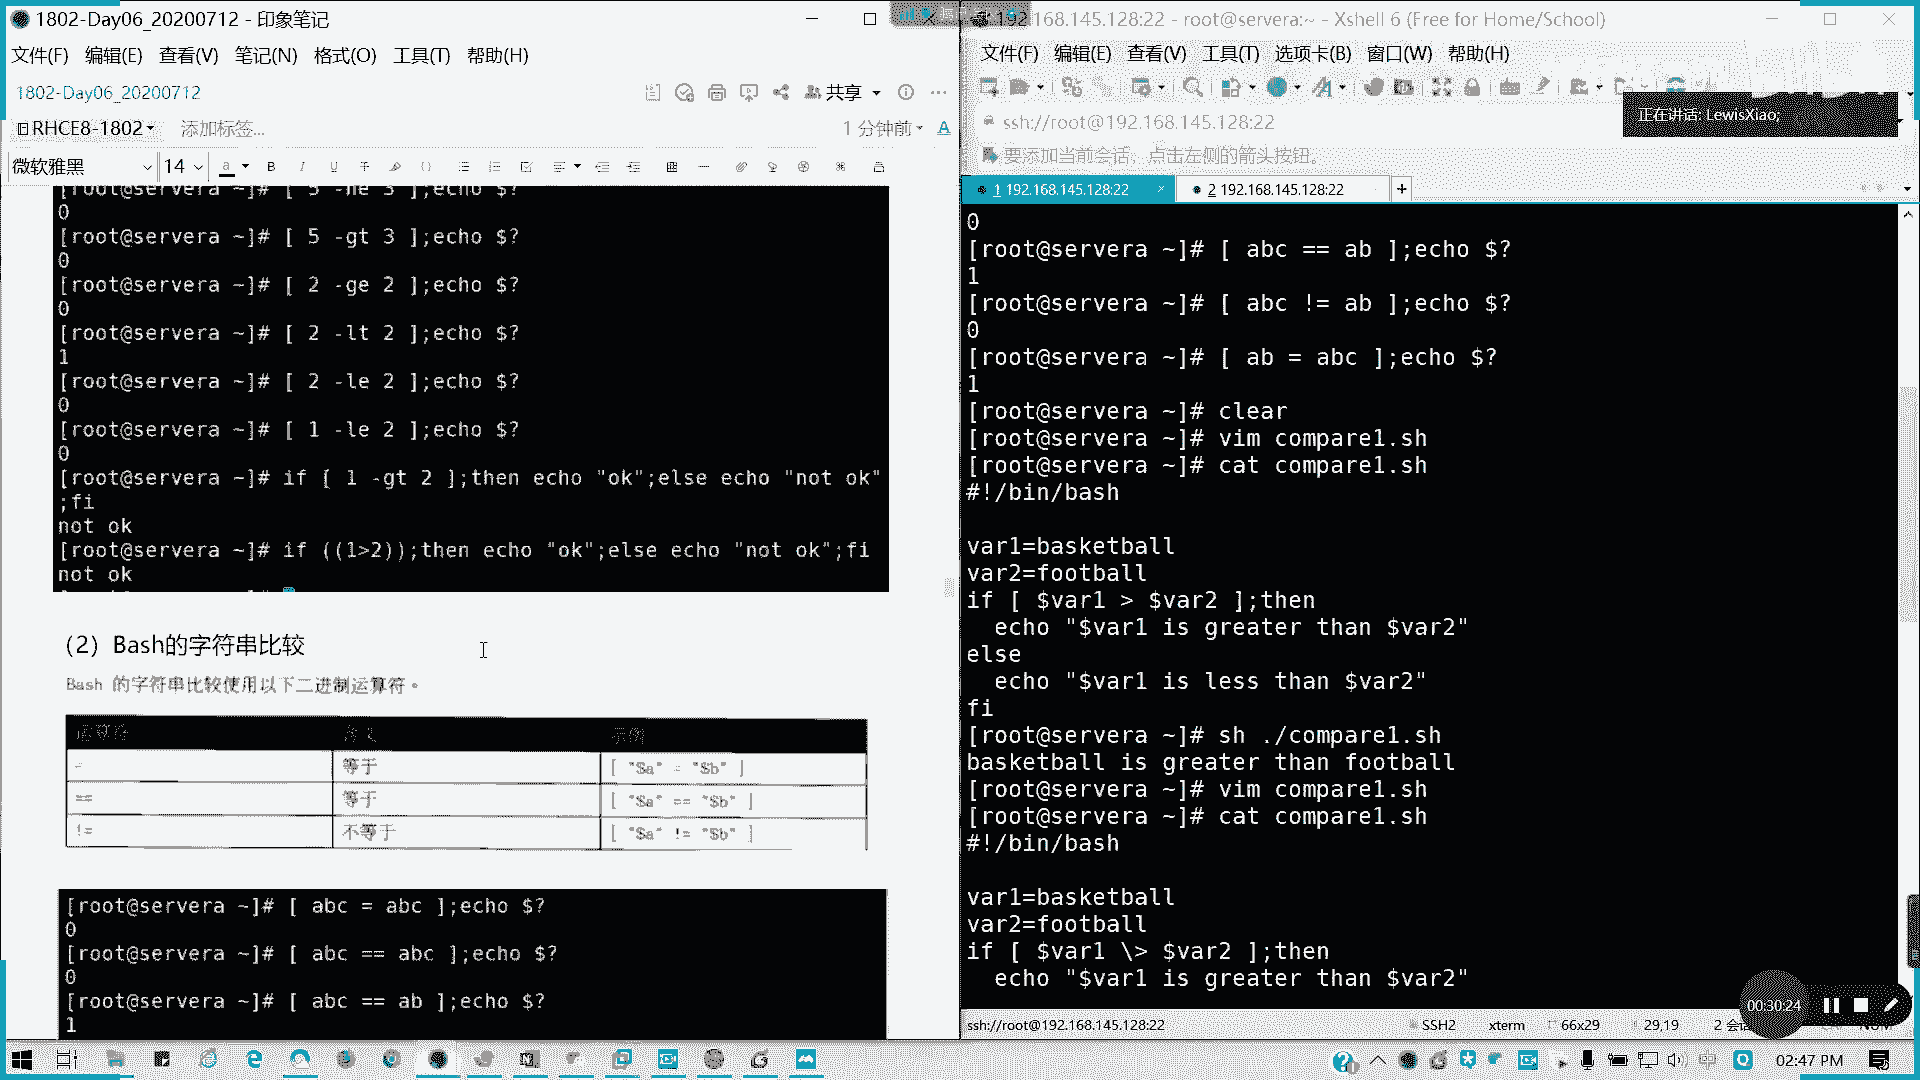 1802-Day06_20200712 - 印象笔记
文件(F) 编辑(E) 查看(V) 笔记(N) 格式(O) 工具(T) 帮助(H)
1802-Day06_20200712
共享
RHCE8-1802 添加标签...
1 分钟前
微软雅黑 14
[root@servera ~]# [ 5 -ne 3 ];echo $?
0
[root@servera ~]# [ 5 -gt 3 ];echo $?
0
[root@servera ~]# [ 2 -ge 2 ];echo $?
0
[root@servera ~]# [ 2 -lt 2 ];echo $?
1
[root@servera ~]# [ 2 -le 2 ];echo $?
0
[root@servera ~]# [ 1 -le 2 ];echo $?
0
[root@servera ~]# if [ 1 -gt 2 ];then echo "ok";else echo "not ok"
;fi
not ok
[root@servera ~]# if ((1>2));then echo "ok";else echo "not ok";fi
not ok
（2）Bash的字符串比较
Bash 的字符串比较使用以下二进制运算符。
运算符 含义 示例
= 等于 [ "$a" = "$b" ]
== 等于 [ "$a" == "$b" ]
!= 不等于 [ "$a" != "$b" ]
[root@servera ~]# [ abc = abc ];echo $?
0
[root@servera ~]# [ abc == abc ];echo $?
0
[root@servera ~]# [ abc == ab ];echo $?
1
192.168.145.128:22 - root@servera:~ - Xshell 6 (Free for Home/School)
文件(F) 编辑(E) 查看(V) 工具(T) 选项卡(B) 窗口(W) 帮助(H)
正在讲话: LewisXiao;
ssh://root@192.168.145.128:22
要添加当前会话，点击左侧的箭头按钮。
1 192.168.145.128:22 × 2 192.168.145.128:22 +
0
[root@servera ~]# [ abc == ab ];echo $?
1
[root@servera ~]# [ abc != ab ];echo $?
0
[root@servera ~]# [ ab = abc ];echo $?
1
[root@servera ~]# clear
[root@servera ~]# vim compare1.sh
[root@servera ~]# cat compare1.sh
#!/bin/bash
var1=basketball
var2=football
if [ $var1 > $var2 ];then
echo "$var1 is greater than $var2"
else
echo "$var1 is less than $var2"
fi
[root@servera ~]# sh ./compare1.sh
basketball is greater than football
[root@servera ~]# vim compare1.sh
[root@servera ~]# cat compare1.sh
#!/bin/bash
var1=basketball
var2=football
if [ $var1 \> $var2 ];then
echo "$var1 is greater than $var2"
00:30:24
ssh://root@192.168.145.128:22 SSH2 xterm 66x29 29,19
02:47 PM